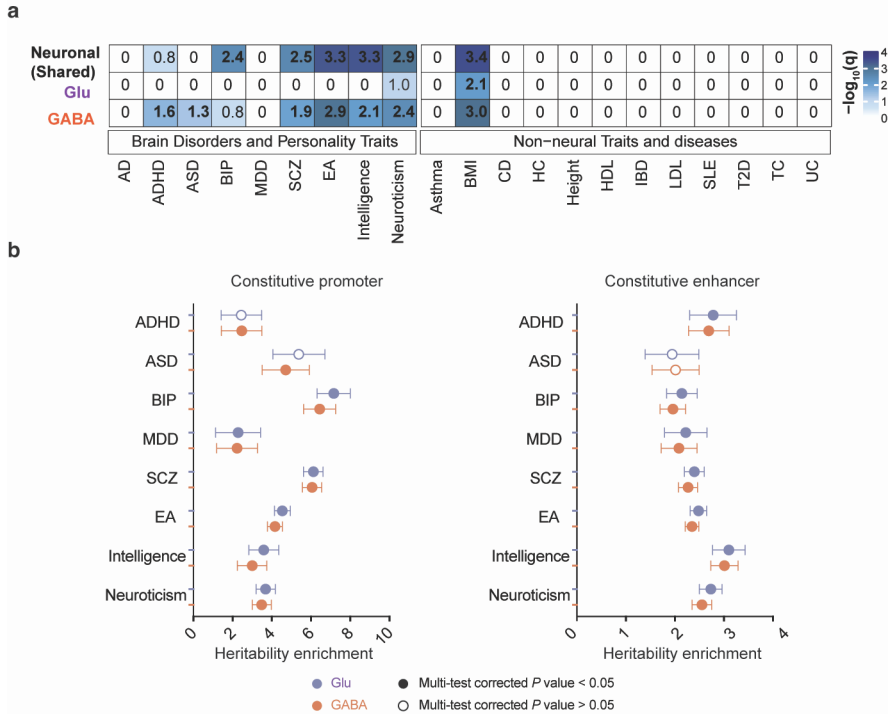 a
Neuronal (Shared) 0 0.8 0 2.4 0 2.5 3.3 3.3 2.9 0 3.4 0 0 0 0 0 0 0 0 0 0
Glu 0 0 0 0 0 0 0 0 1.0 0 2.1 0 0 0 0 0 0 0 0 0 0
GABA 0 1.6 1.3 0.8 0 1.9 2.9 2.1 2.4 0 3.0 0 0 0 0 0 0 0 0 0 0
−log10(q)
4
3
2
1
0
Brain Disorders and Personality Traits
Non−neural Traits and diseases
AD
ADHD
ASD
BIP
MDD
SCZ
EA
Intelligence
Neuroticism
Asthma
BMI
CD
HC
Height
HDL
IBD
LDL
SLE
T2D
TC
UC
b
Constitutive promoter
ADHD
ASD
BIP
MDD
SCZ
EA
Intelligence
Neuroticism
0 2 4 6 8 10
Heritability enrichment
Constitutive enhancer
ADHD
ASD
BIP
MDD
SCZ
EA
Intelligence
Neuroticism
0 1 2 3 4
Heritability enrichment
Glu
GABA
Multi-test corrected P value < 0.05
Multi-test corrected P value > 0.05